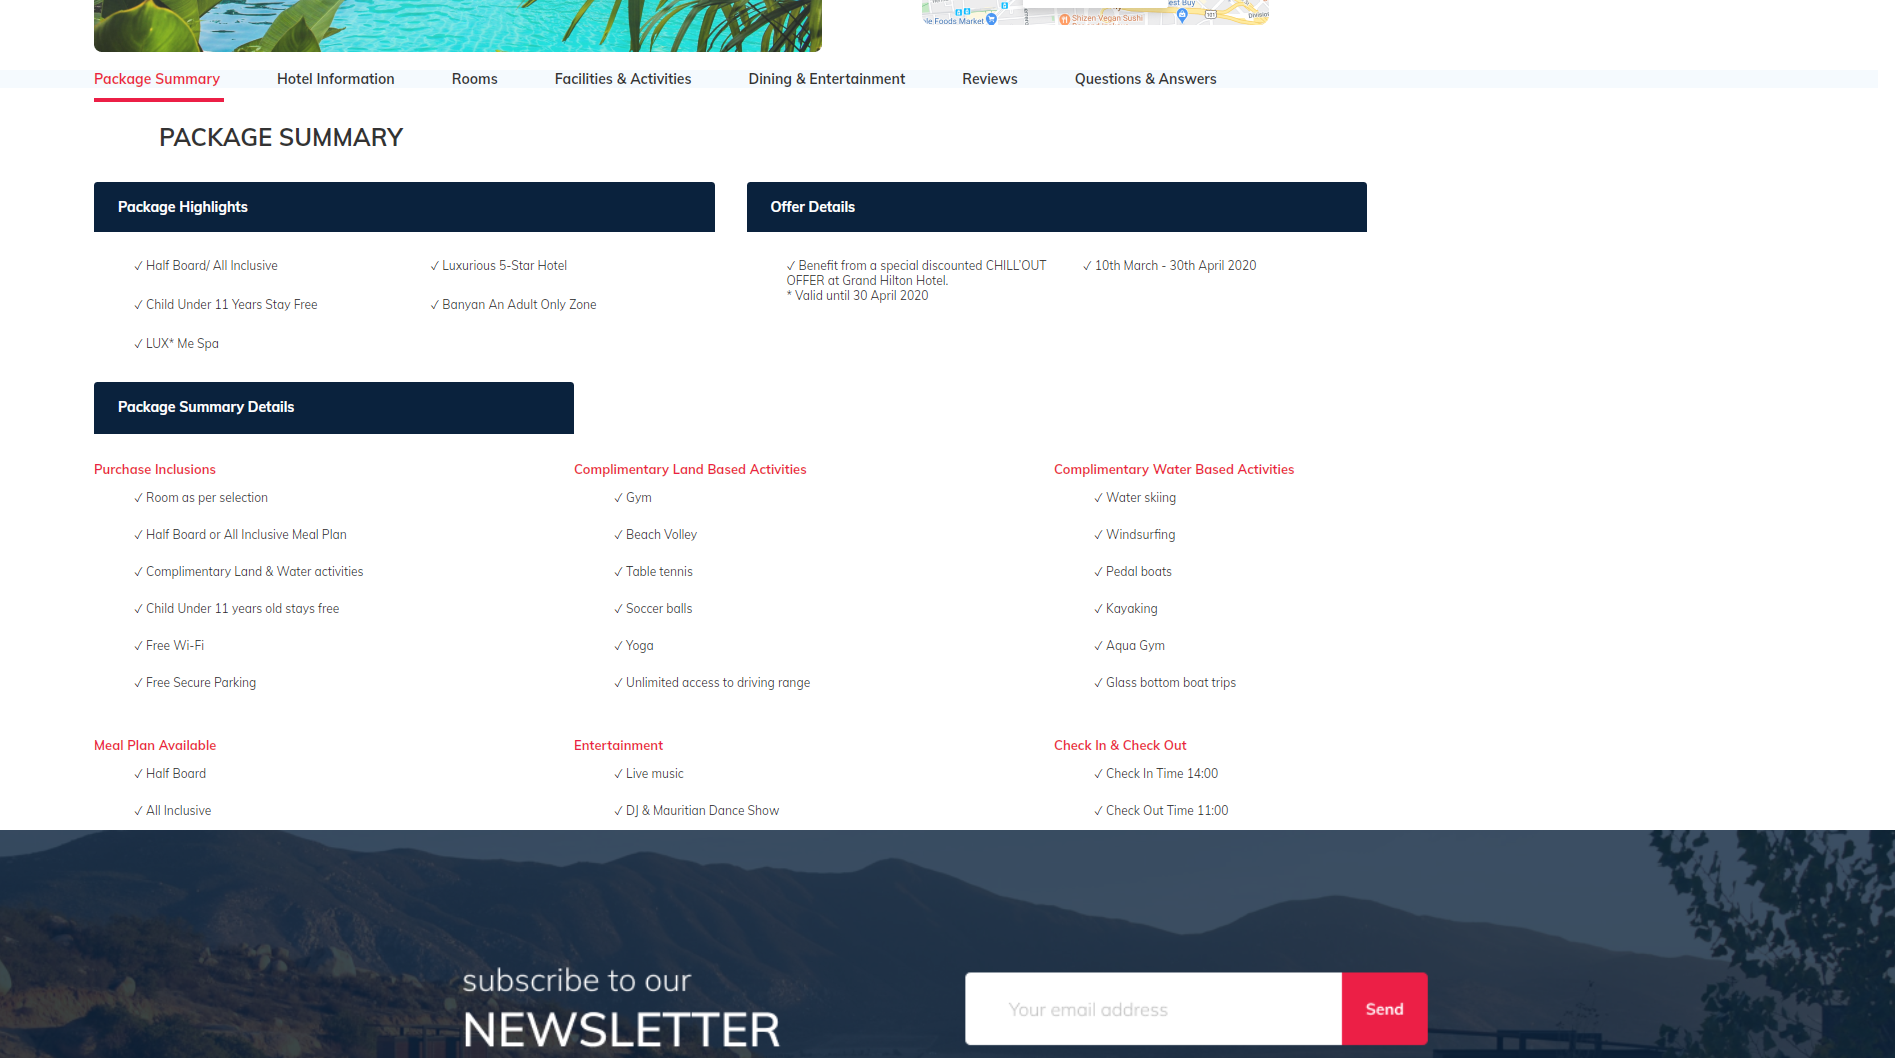 le Foods Market
Shizen Vegan Sushi
est Buy
101
Division
Package Summary
Hotel Information
Rooms
Facilities & Activities
Dining & Entertainment
Reviews
Questions & Answers
PACKAGE SUMMARY
Package Highlights
✓ Half Board/ All Inclusive
✓ Luxurious 5-Star Hotel
✓ Child Under 11 Years Stay Free
✓ Banyan An Adult Only Zone
✓ LUX* Me Spa
Offer Details
✓ Benefit from a special discounted CHILL'OUT
OFFER at Grand Hilton Hotel.
* Valid until 30 April 2020
✓ 10th March - 30th April 2020
Package Summary Details
Purchase Inclusions
✓ Room as per selection
✓ Half Board or All Inclusive Meal Plan
✓ Complimentary Land & Water activities
✓ Child Under 11 years old stays free
✓ Free Wi-Fi
✓ Free Secure Parking
Complimentary Land Based Activities
✓ Gym
✓ Beach Volley
✓ Table tennis
✓ Soccer balls
✓ Yoga
✓ Unlimited access to driving range
Complimentary Water Based Activities
✓ Water skiing
✓ Windsurfing
✓ Pedal boats
✓ Kayaking
✓ Aqua Gym
✓ Glass bottom boat trips
Meal Plan Available
✓ Half Board
✓ All Inclusive
Entertainment
✓ Live music
✓ DJ & Mauritian Dance Show
Check In & Check Out
✓ Check In Time 14:00
✓ Check Out Time 11:00
subscribe to our
NEWSLETTER
Your email address
Send